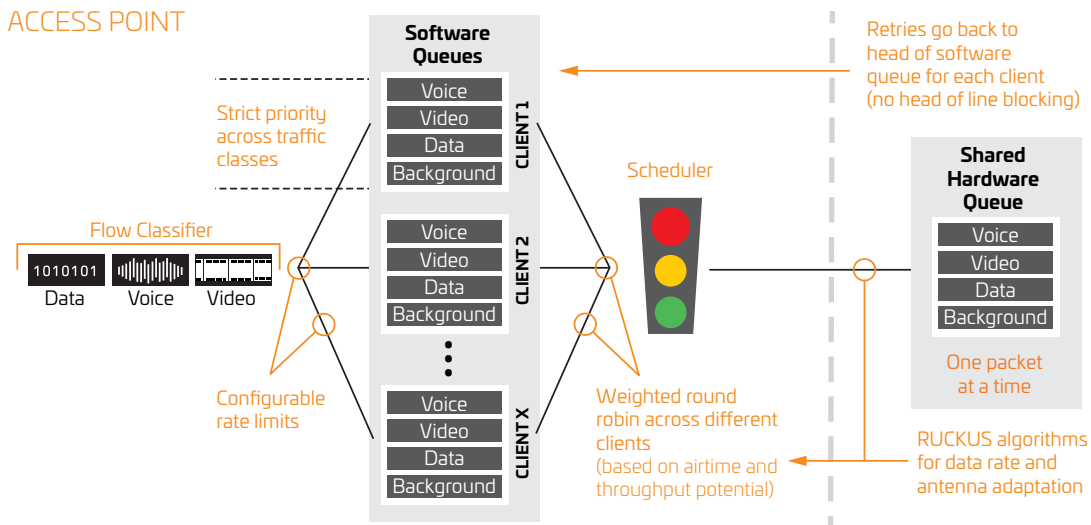 ACCESS POINT
Software
Queues
Voice
Video
Data
Background
CLIENT 1
Strict priority
across traffic
classes
Retries go back to
head of software
queue for each client
(no head of line blocking)
Flow Classifier
1010101
Data
Voice
Video
Voice
Video
Data
Background
CLIENT 2
Scheduler
Shared
Hardware
Queue
Voice
Video
Data
Background
One packet
at a time
Configurable
rate limits
Voice
Video
Data
Background
CLIENT X
Weighted round
robin across different
clients
(based on airtime and
throughput potential)
RUCKUS algorithms
for data rate and
antenna adaptation